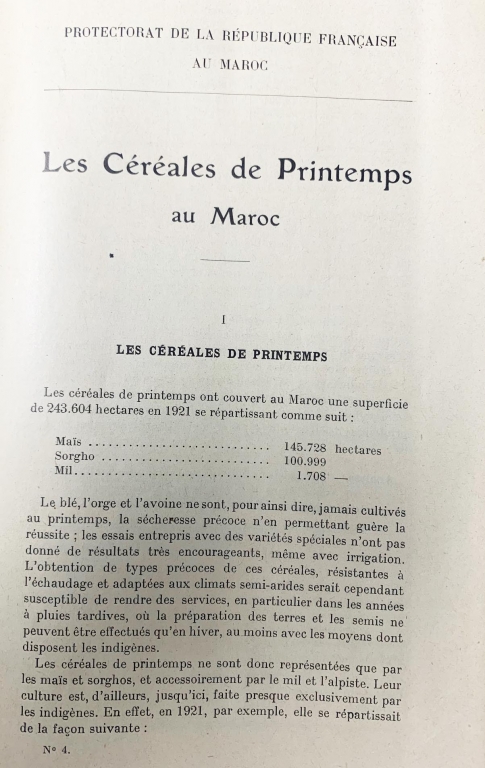 PROTECTORAT DE LA RÉPUBLIQUE FRANÇAISE
AU MAROC
Les Céréales de Printemps
au Maroc
I
LES CÉRÉALES DE PRINTEMPS
Les céréales de printemps ont couvert au Maroc une superficie
de 243.604 hectares en 1921 se répartissant comme suit :
Maïs ............................ 145.728 hectares
Sorgho .......................... 100.999
Mil.............................. 1.708 —
Le blé, l'orge et l'avoine ne sont, pour ainsi dire, jamais cultivés
au printemps, la sécheresse précoce n'en permettant guère la
réussite ; les essais entrepris avec des variétés spéciales n'ont pas
donné de résultats très encourageants, même avec irrigation.
L'obtention de types précoces de ces céréales, résistantes à
l'échaudage et adaptées aux climats semi-arides serait cependant
susceptible de rendre des services, en particulier dans les années
à pluies tardives, où la préparation des terres et les semis ne
peuvent être effectués qu'en hiver, au moins avec les moyens dont
disposent les indigènes.
Les céréales de printemps ne sont donc représentées que par
les maïs et sorghos, et accessoirement par le mil et l'alpiste. Leur
culture est, d'ailleurs, jusqu'ici, faite presque exclusivement par
les indigènes. En effet, en 1921, par exemple, elle se répartissait
de la façon suivante :
Nº 4.